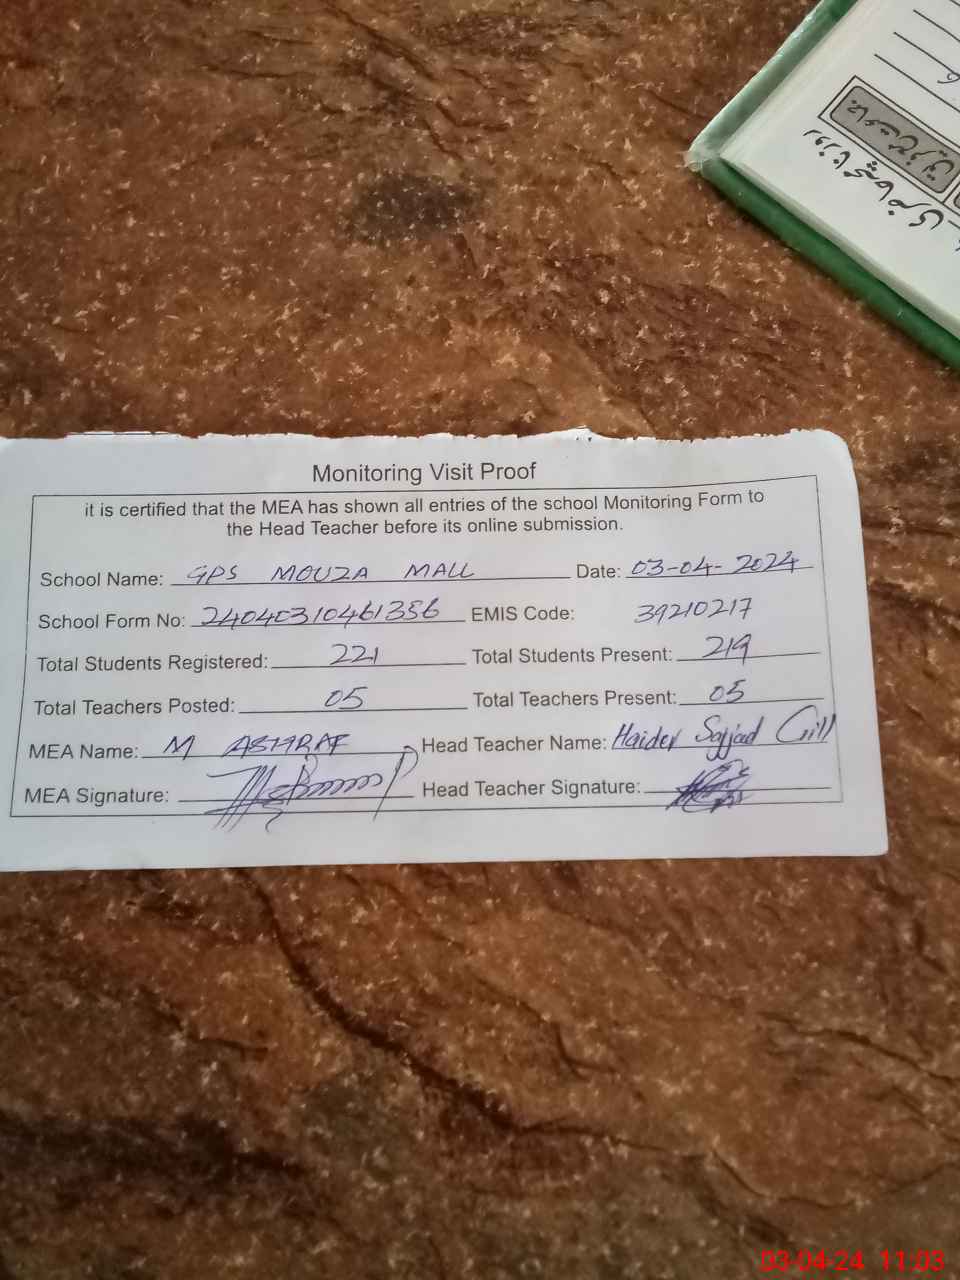 روزنامچہ حاضری
Monitoring Visit Proof
it is certified that the MEA has shown all entries of the school Monitoring Form to
the Head Teacher before its online submission.
School Name: GPS MOUZA MALL Date: 03-04-2024
School Form No: 24040310461356 EMIS Code: 39210217
Total Students Registered: 221 Total Students Present: 219
Total Teachers Posted: 05 Total Teachers Present: 05
MEA Name: M ASHRAF Head Teacher Name: Haider Sajjad Gill
MEA Signature: Head Teacher Signature:
03-04-24 11:03